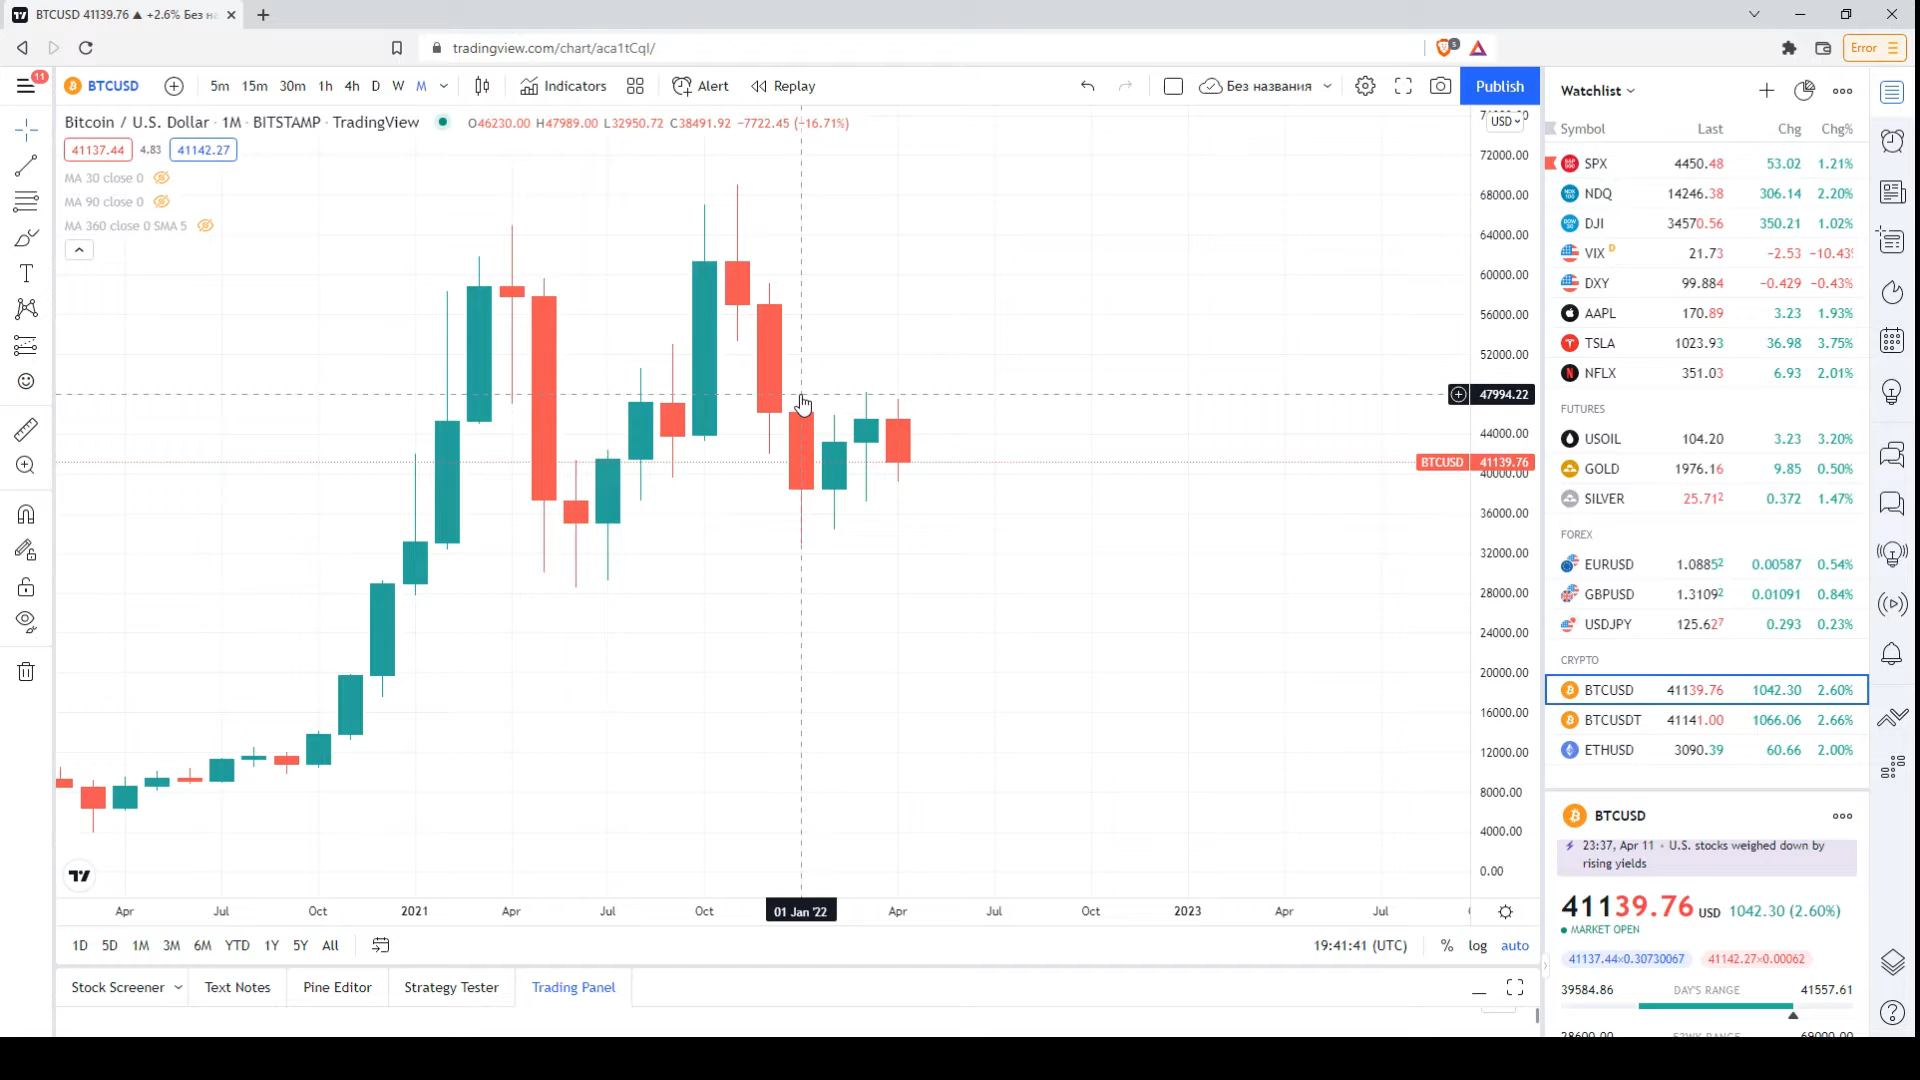 BTCUSD 41139.76 ▲ +2.6% Без на
tradingview.com/chart/aca1tCqI/
5
Error
11
BTCUSD
5m 15m 30m 1h 4h D W M
Indicators
Alert
Replay
Без названия
Publish
Bitcoin / U.S. Dollar · 1M · BITSTAMP · TradingView
O46230.00 H47989.00 L32950.72 C38491.92 −7722.45 (−16.71%)
41137.44 4.83 41142.27
MA 30 close 0
MA 90 close 0
MA 360 close 0 SMA 5
USD
72000.00
68000.00
64000.00
60000.00
56000.00
52000.00
47994.22
44000.00
BTCUSD 41139.76
40000.00
36000.00
32000.00
28000.00
24000.00
20000.00
16000.00
12000.00
8000.00
4000.00
0.00
Apr Jul Oct 2021 Apr Jul Oct 01 Jan '22 Apr Jul Oct 2023 Apr Jul
1D 5D 1M 3M 6M YTD 1Y 5Y All
19:41:41 (UTC) % log auto
Stock Screener Text Notes Pine Editor Strategy Tester Trading Panel
Watchlist
Symbol Last Chg Chg%
SPX 4450.48 53.02 1.21%
NDQ 14246.38 306.14 2.20%
DJI 34570.56 350.21 1.02%
VIX D 21.73 −2.53 −10.43%
DXY 99.884 −0.429 −0.43%
AAPL 170.89 3.23 1.93%
TSLA 1023.93 36.98 3.75%
NFLX 351.03 6.93 2.01%
FUTURES
USOIL 104.20 3.23 3.20%
GOLD 1976.16 9.85 0.50%
SILVER 25.712 0.372 1.47%
FOREX
EURUSD 1.08852 0.00587 0.54%
GBPUSD 1.31092 0.01091 0.84%
USDJPY 125.627 0.293 0.23%
CRYPTO
BTCUSD 41139.76 1042.30 2.60%
BTCUSDT 41141.00 1066.06 2.66%
ETHUSD 3090.39 60.66 2.00%
BTCUSD
23:37, Apr 11 • U.S. stocks weighed down by
rising yields
41139.76 USD 1042.30 (2.60%)
MARKET OPEN
41137.44×0.30730067 41142.27×0.00062
39584.86 DAY'S RANGE 41557.61